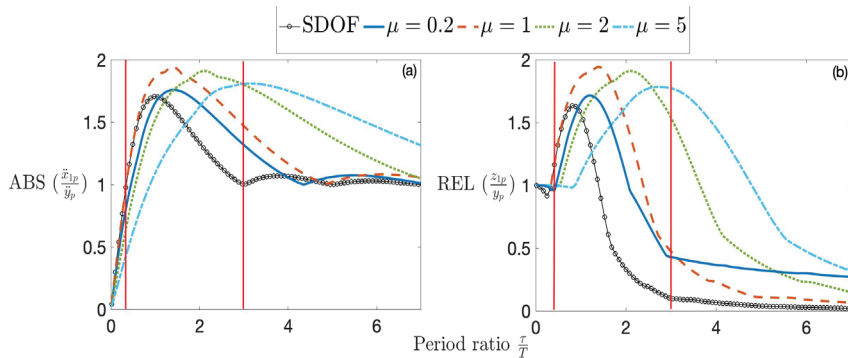 SDOF μ = 0.2 μ = 1 μ = 2 μ = 5
(a)
2
1.5
ABS (ẍ1p/ÿp)
1
0.5
0
0 2 4 6
(b)
2
1.5
REL (z1p/yp)
1
0.5
0
0 2 4 6
Period ratio τ/T